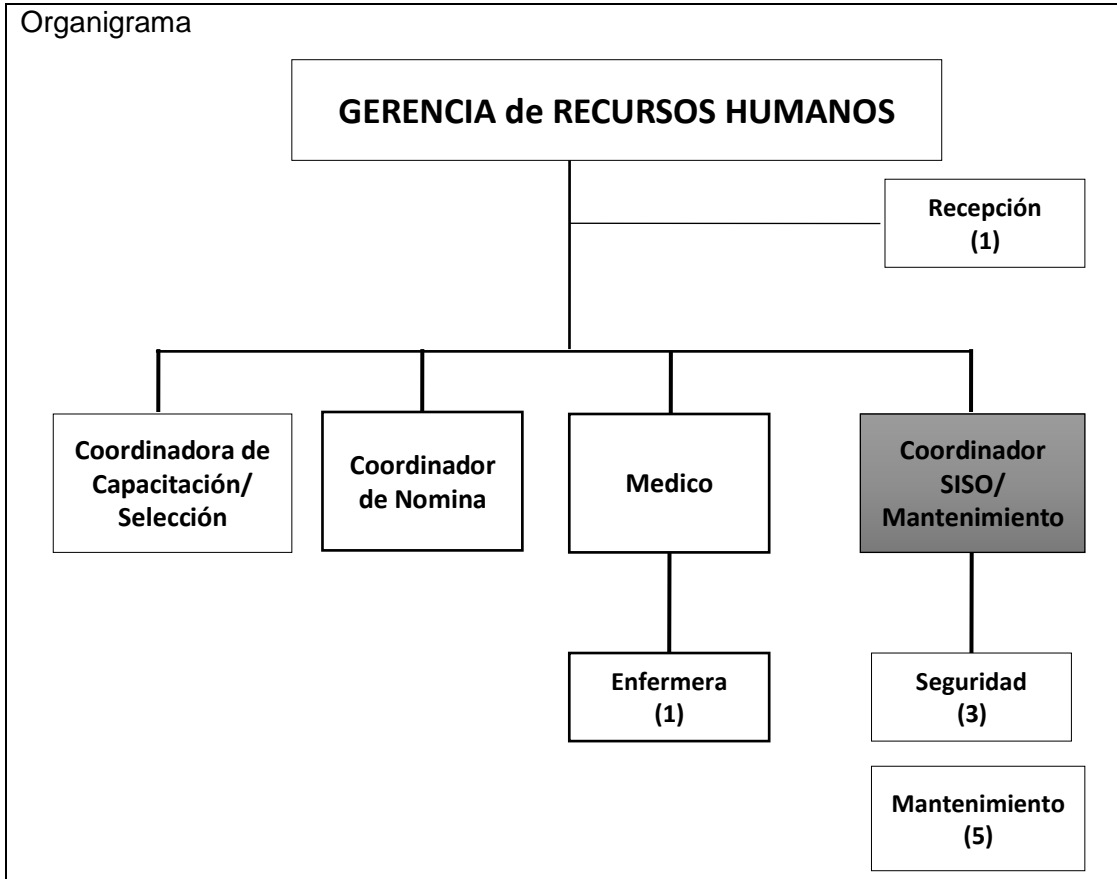 Organigrama
GERENCIA de RECURSOS HUMANOS
Recepción
(1)
Coordinadora de
Capacitación/
Selección
Coordinador
de Nomina
Medico
Coordinador
SISO/
Mantenimiento
Enfermera
(1)
Seguridad
(3)
Mantenimiento
(5)